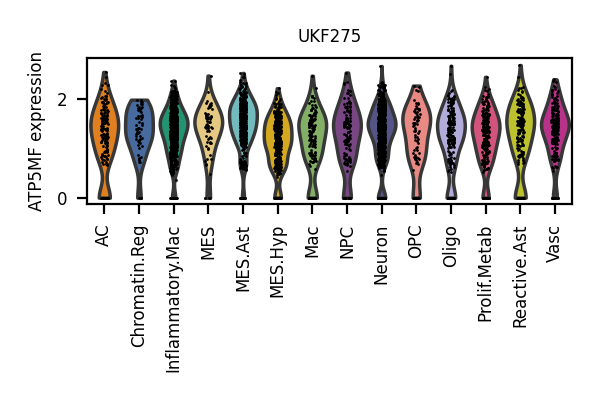 UKF275
ATP5MF expression
2
0
AC
Chromatin.Reg
Inflammatory.Mac
MES
MES.Ast
MES.Hyp
Mac
NPC
Neuron
OPC
Oligo
Prolif.Metab
Reactive.Ast
Vasc